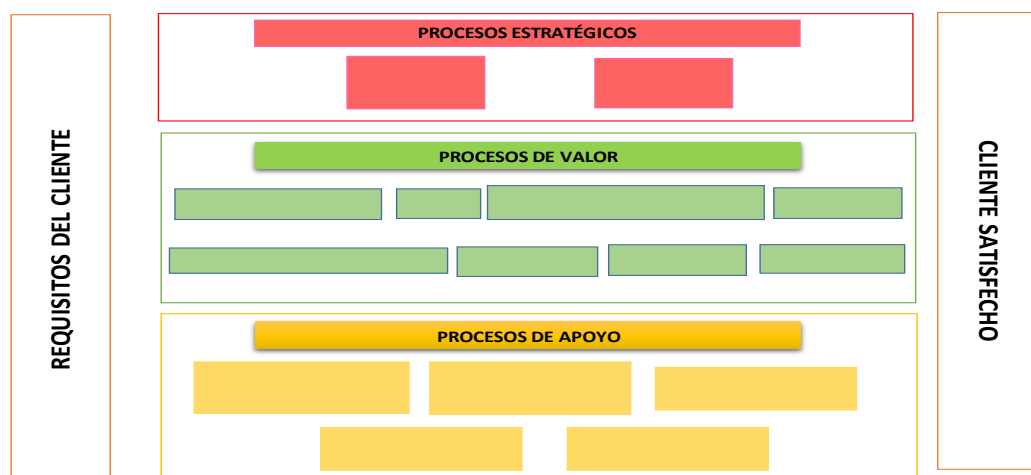 REQUISITOS DEL CLIENTE
PROCESOS ESTRATÉGICOS
PROCESOS DE VALOR
PROCESOS DE APOYO
CLIENTE SATISFECHO